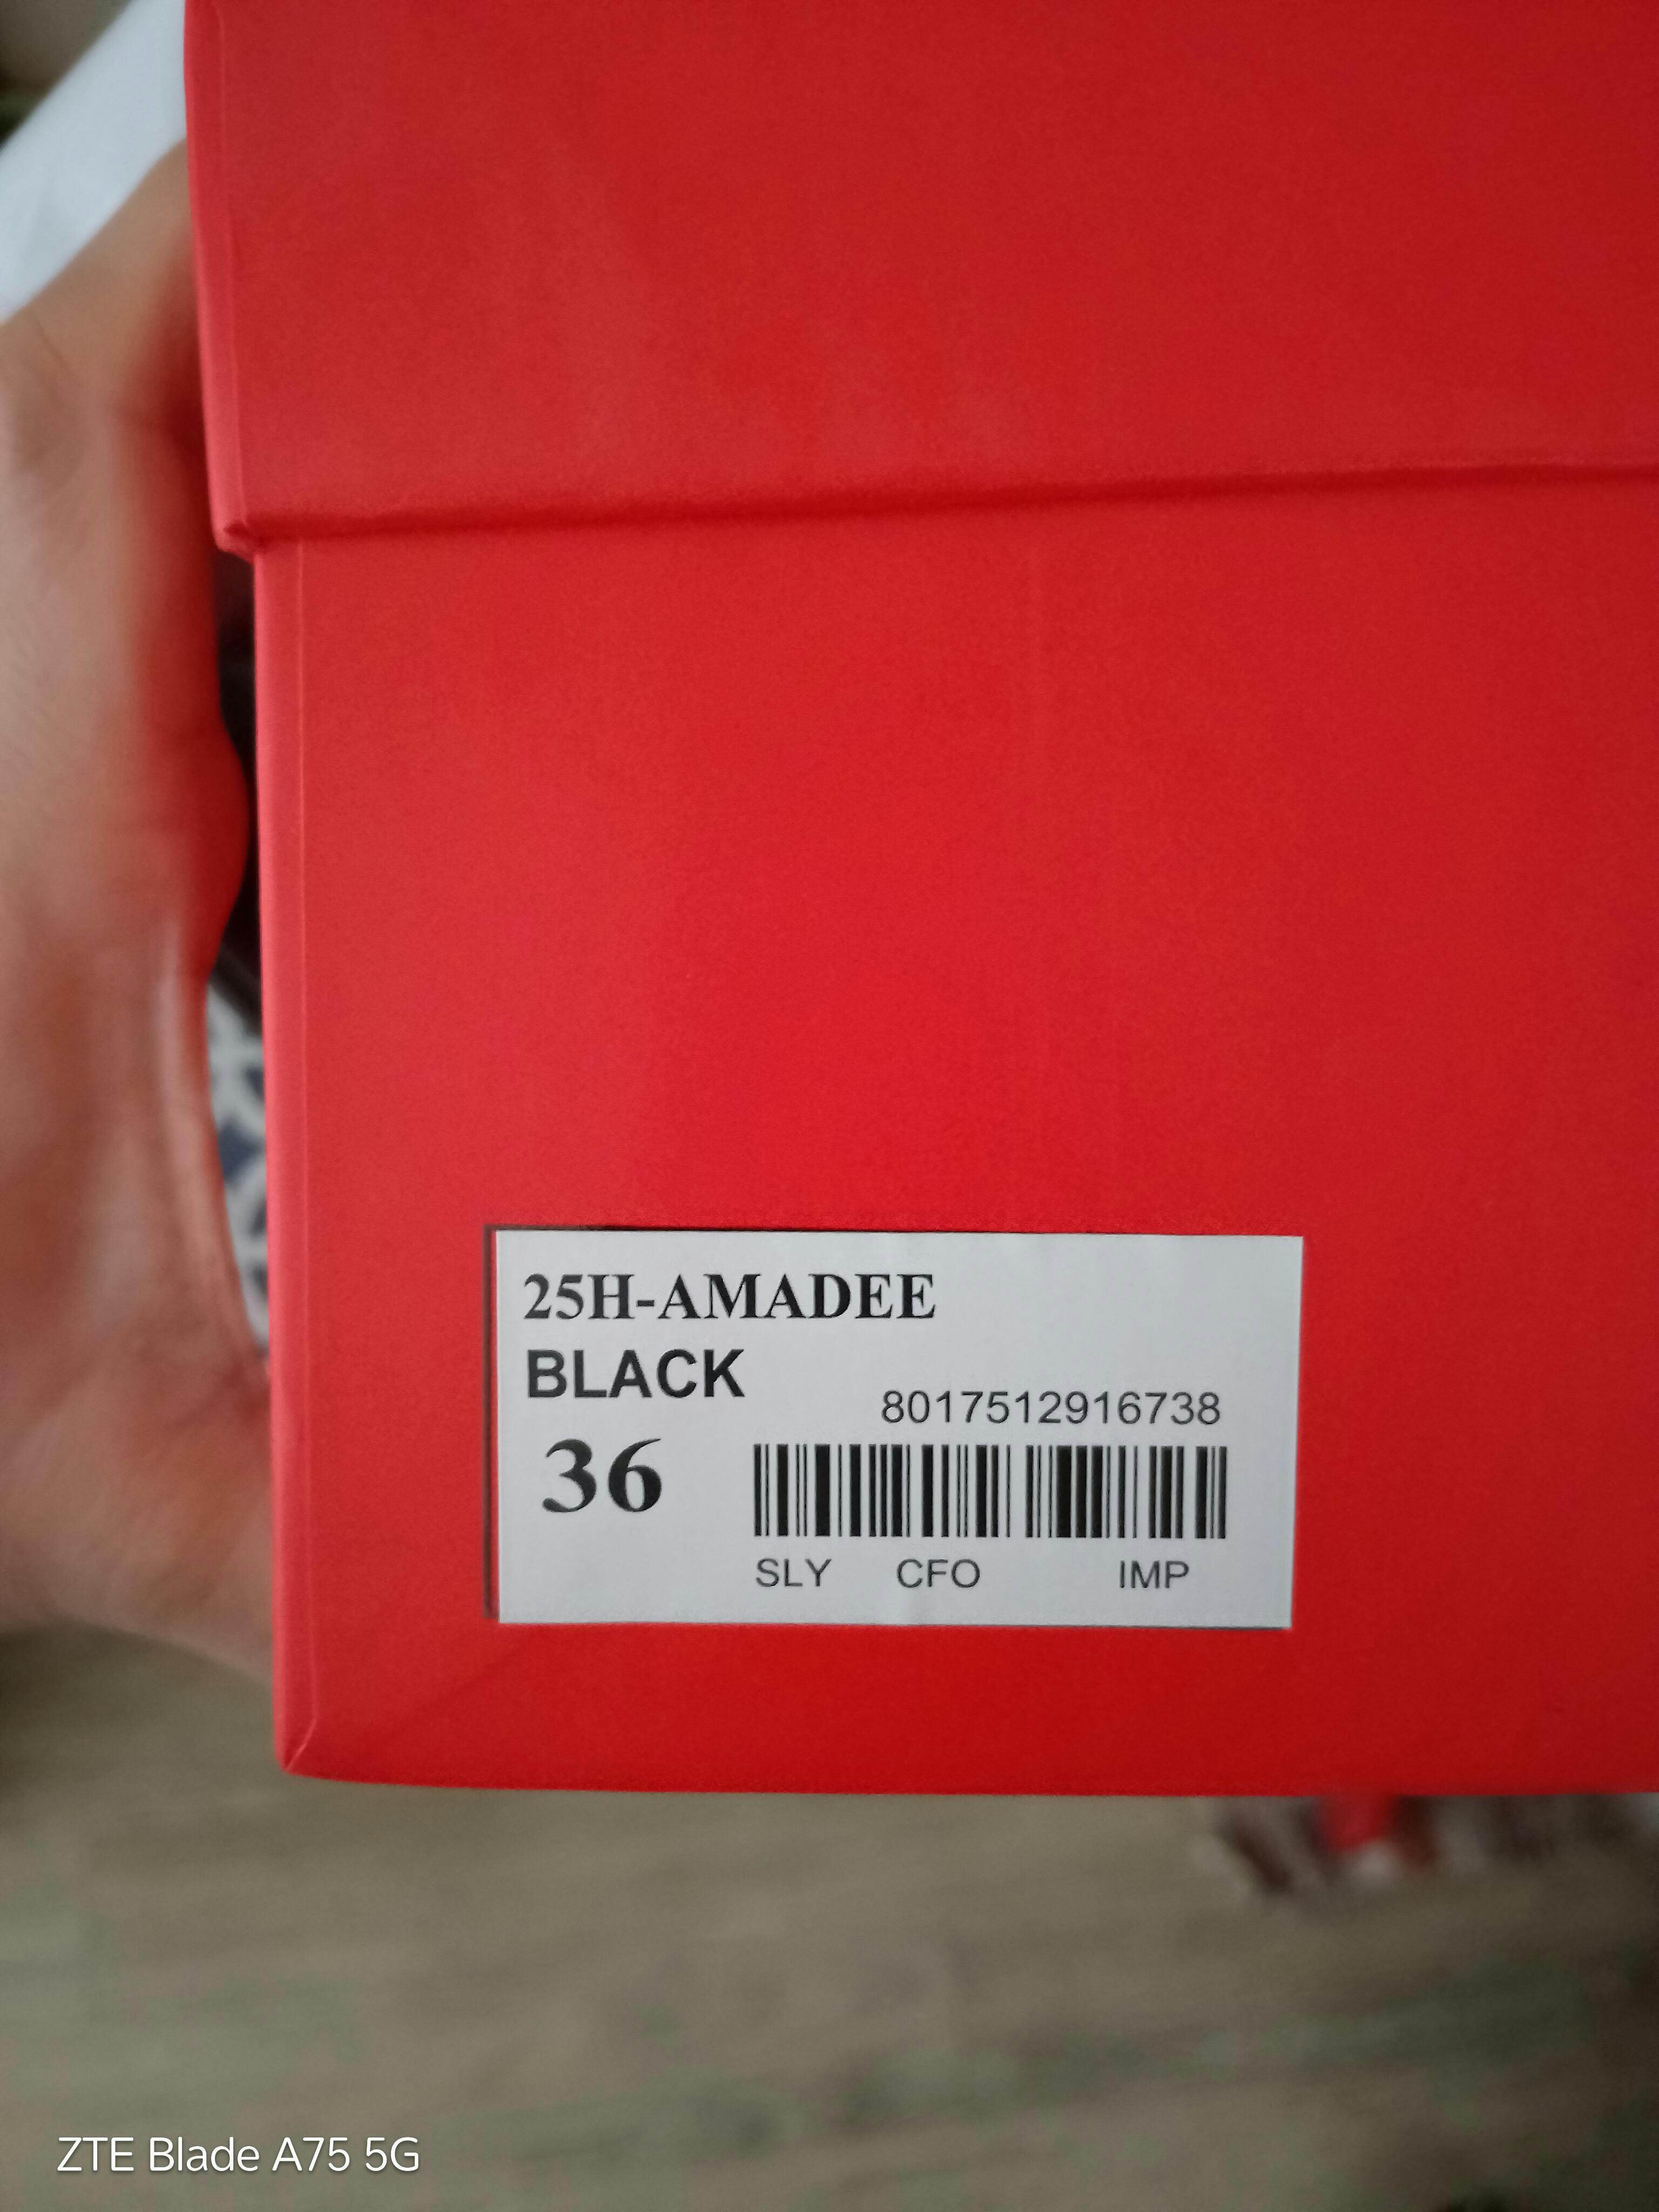 25H-AMADEE
BLACK
8017512916738
36
SLY CFO IMP
ZTE Blade A75 5G